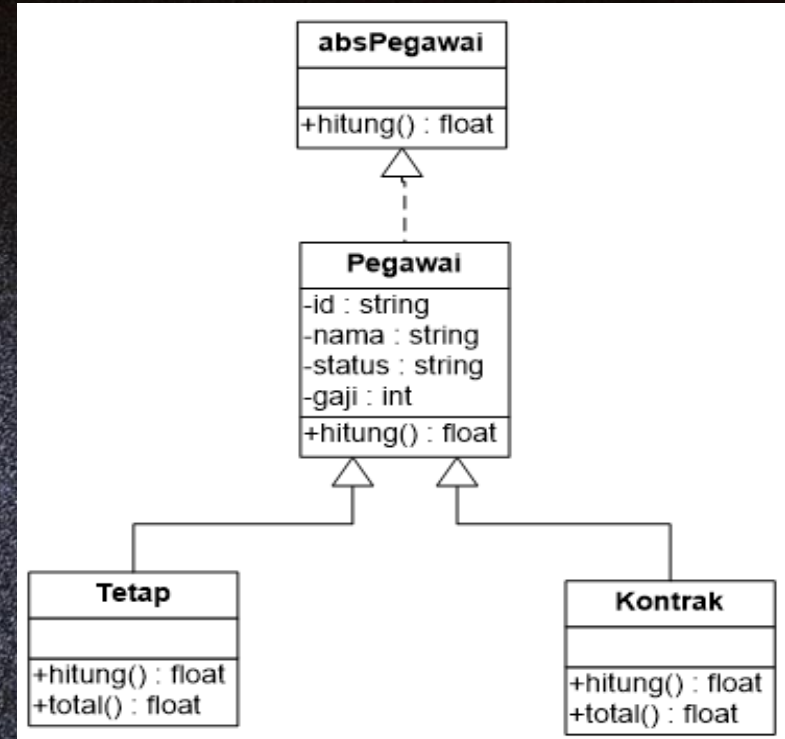 absPegawai
+hitung() : float
Pegawai
-id : string
-nama : string
-status : string
-gaji : int
+hitung() : float
Tetap
+hitung() : float
+total() : float
Kontrak
+hitung() : float
+total() : float